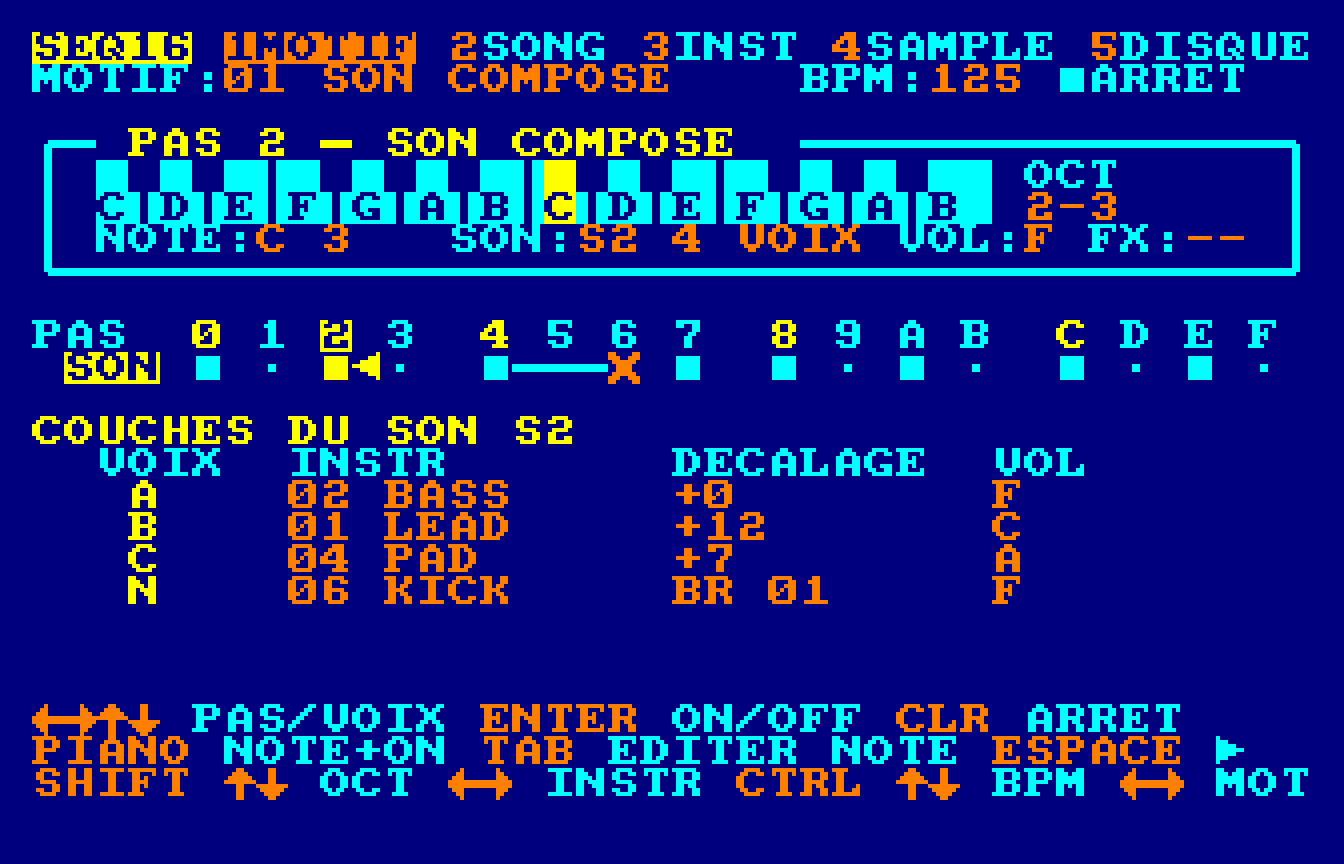 SEQ16 1MOTIF 2SONG 3INST 4SAMPLE 5DISQUE
MOTIF:01 SON COMPOSE BPM:125 ■ARRET
PAS 2 - SON COMPOSE
OCT
C D E F G A B C D E F G A B 2-3
NOTE:C 3 SON:S2 4 VOIX VOL:F FX:--
PAS 0 1 2 3 4 5 6 7 8 9 A B C D E F
SON
COUCHES DU SON S2
VOIX INSTR DECALAGE VOL
A 02 BASS +0 F
B 01 LEAD +12 C
C 04 PAD +7 A
N 06 KICK BR 01 F
↔↑↓ PAS/VOIX ENTER ON/OFF CLR ARRET
PIANO NOTE+ON TAB EDITER NOTE ESPACE ►
SHIFT ↑↓ OCT ↔ INSTR CTRL ↑↓ BPM ↔ MOT